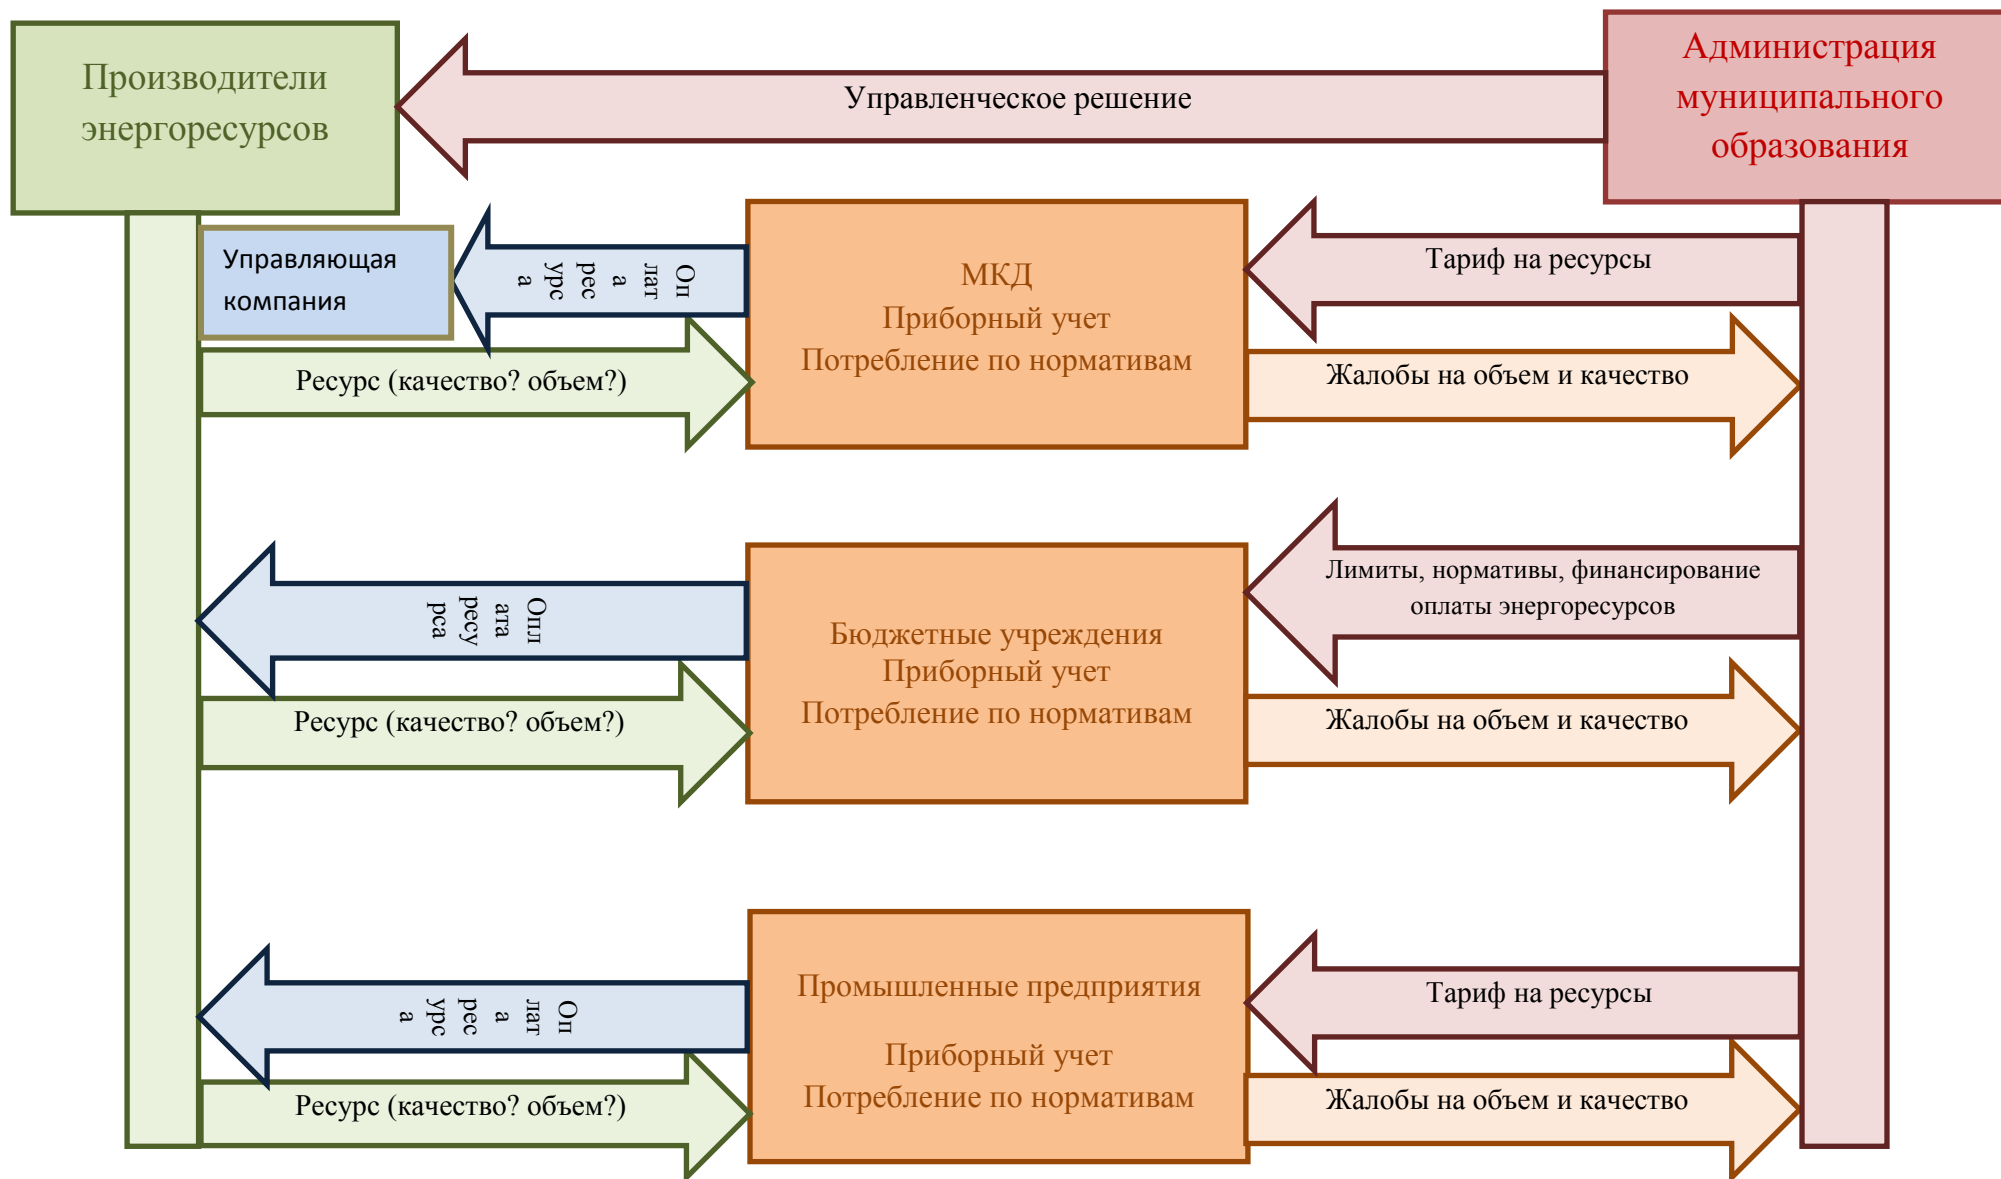 Производители
энергоресурсов
Управленческое решение
Администрация
муниципального
образования
Управляющая
компания
Оп
лат
а
рес
урс
а
МКД
Приборный учет
Потребление по нормативам
Тариф на ресурсы
Ресурс (качество? объем?)
Жалобы на объем и качество
Опл
ата
ресу
рса
Бюджетные учреждения
Приборный учет
Потребление по нормативам
Лимиты, нормативы, финансирование
оплаты энергоресурсов
Ресурс (качество? объем?)
Жалобы на объем и качество
Оп
лат
а
рес
урс
а
Промышленные предприятия
Приборный учет
Потребление по нормативам
Тариф на ресурсы
Ресурс (качество? объем?)
Жалобы на объем и качество